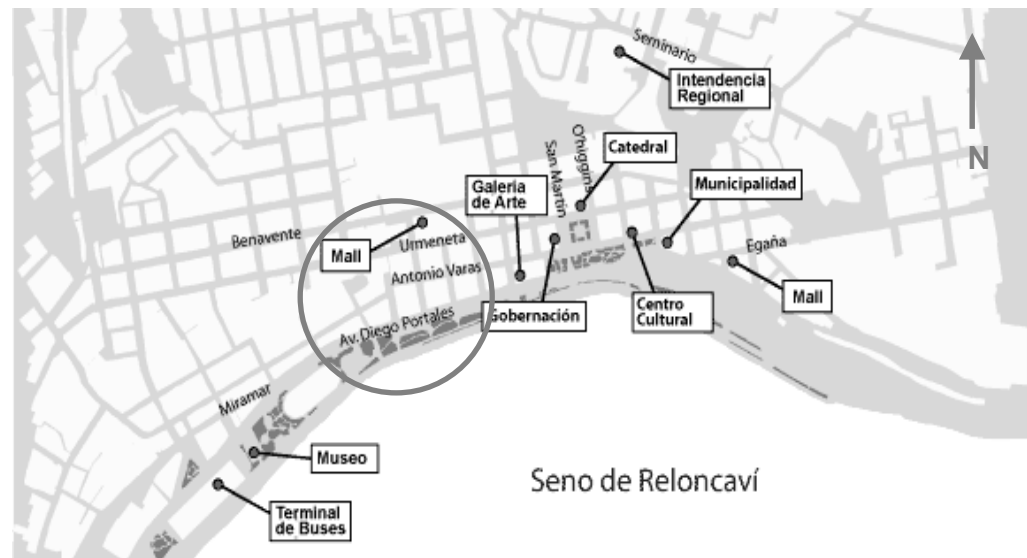 Seminario
Intendencia
Regional
N
O'higgins
San Martín
Catedral
Galeria
de Arte
Municipalidad
Benavente
Mall
Urmeneta
Antonio Varas
Egaña
Mall
Gobernación
Centro
Cultural
Av. Diego Portales
Miramar
Museo
Seno de Reloncaví
Terminal
de Buses